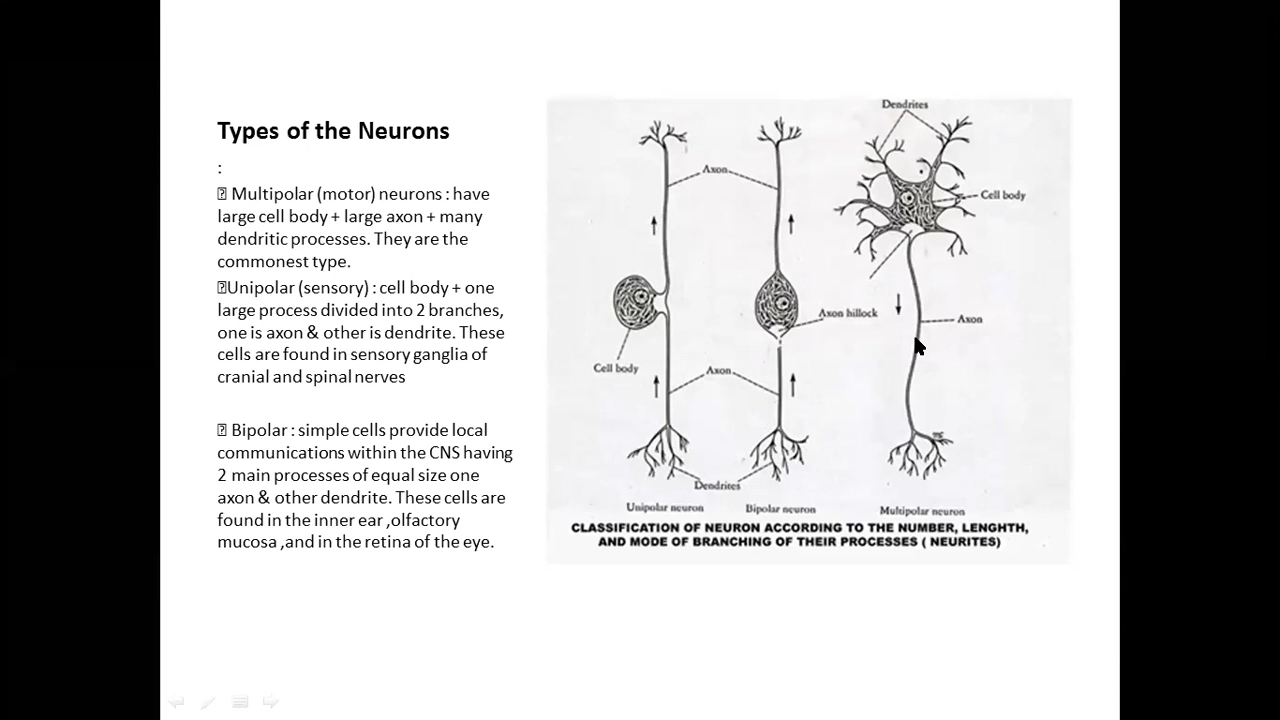 Types of the Neurons
:
Multipolar (motor) neurons : have
large cell body + large axon + many
dendritic processes. They are the
commonest type.
Unipolar (sensory) : cell body + one
large process divided into 2 branches,
one is axon & other is dendrite. These
cells are found in sensory ganglia of
cranial and spinal nerves
Bipolar : simple cells provide local
communications within the CNS having
2 main processes of equal size one
axon & other dendrite. These cells are
found in the inner ear ,olfactory
mucosa ,and in the retina of the eye.
Dendrites
Axon
Cell body
Axon hillock
Axon
Cell body
Axon
Dendrites
Unipolar neuron
Bipolar neuron
Multipolar neuron
CLASSIFICATION OF NEURON ACCORDING TO THE NUMBER, LENGHTH,
AND MODE OF BRANCHING OF THEIR PROCESSES ( NEURITES)